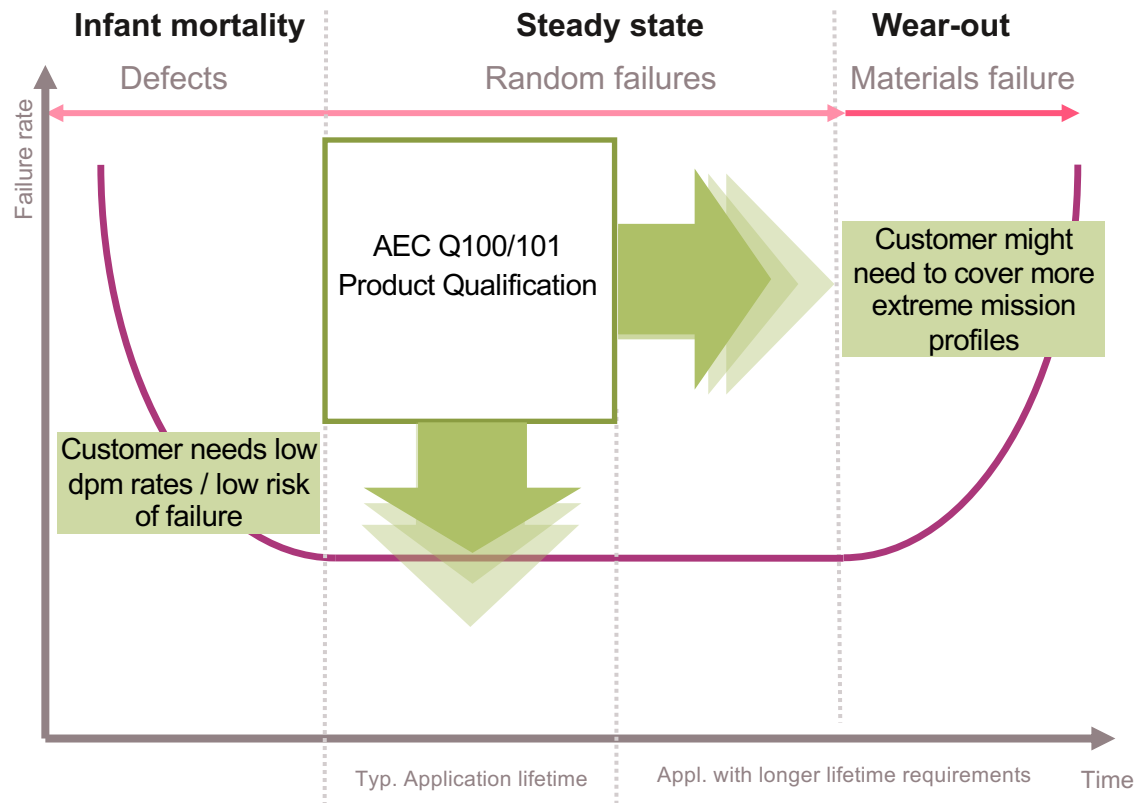 Infant mortality
Steady state
Wear-out
Defects
Random failures
Materials failure
Failure rate
AEC Q100/101
Product Qualification
Customer might
need to cover more
extreme mission
profiles
Customer needs low
dpm rates / low risk
of failure
Typ. Application lifetime
Appl. with longer lifetime requirements
Time